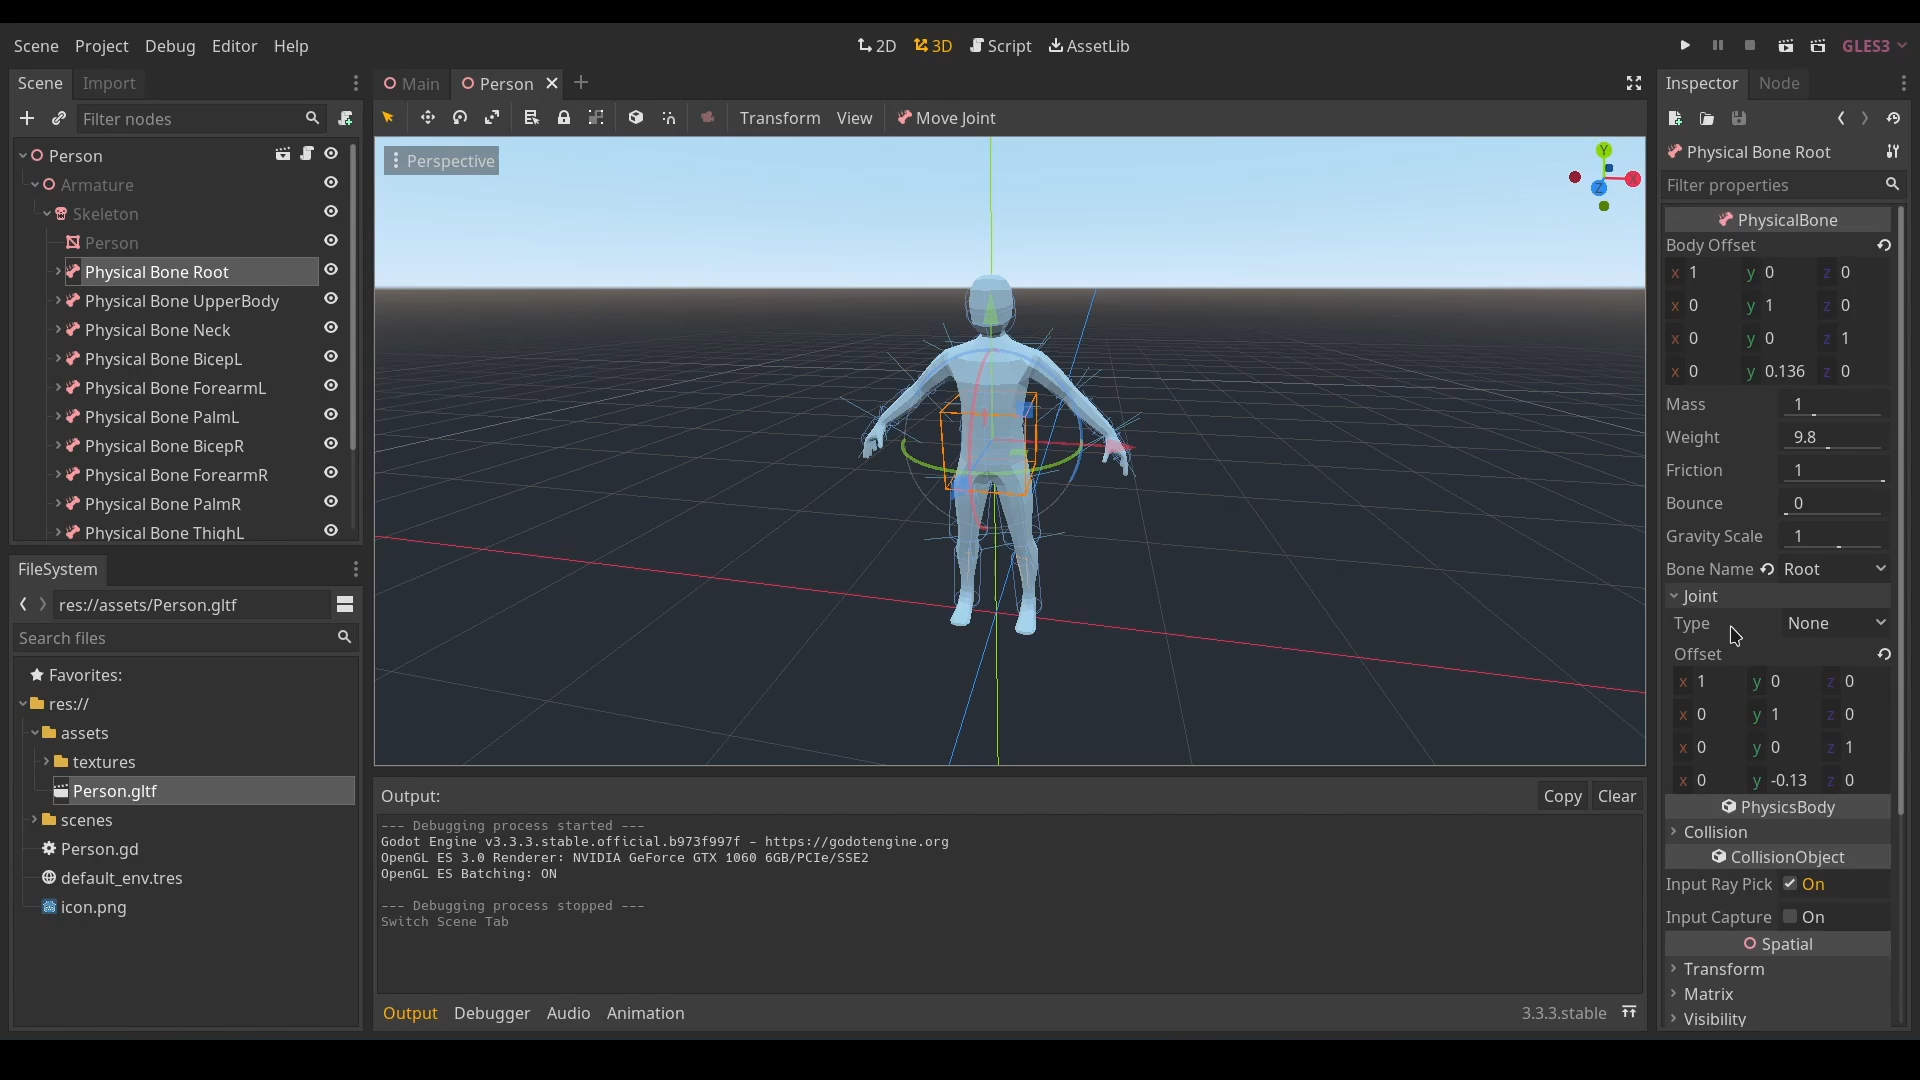 Scene Project Debug Editor Help
2D 3D Script AssetLib
GLES3
Scene Import
Filter nodes
Person
Armature
Skeleton
Person
Physical Bone Root
Physical Bone UpperBody
Physical Bone Neck
Physical Bone BicepL
Physical Bone ForearmL
Physical Bone PalmL
Physical Bone BicepR
Physical Bone ForearmR
Physical Bone PalmR
Physical Bone ThighL
FileSystem
res://assets/Person.gltf
Search files
Favorites:
res://
assets
textures
Person.gltf
scenes
Person.gd
default_env.tres
icon.png
Main Person
Transform View Move Joint
Perspective
Y
X
Z
Output:
Copy Clear
--- Debugging process started ---
Godot Engine v3.3.3.stable.official.b973f997f - https://godotengine.org
OpenGL ES 3.0 Renderer: NVIDIA GeForce GTX 1060 6GB/PCIe/SSE2
OpenGL ES Batching: ON
--- Debugging process stopped ---
Switch Scene Tab
Output Debugger Audio Animation
3.3.3.stable
Inspector Node
Physical Bone Root
Filter properties
PhysicalBone
Body Offset
x 1 y 0 z 0
x 0 y 1 z 0
x 0 y 0 z 1
x 0 y 0.136 z 0
Mass 1
Weight 9.8
Friction 1
Bounce 0
Gravity Scale 1
Bone Name Root
Joint
Type None
Offset
x 1 y 0 z 0
x 0 y 1 z 0
x 0 y 0 z 1
x 0 y -0.13 z 0
PhysicsBody
Collision
CollisionObject
Input Ray Pick On
Input Capture On
Spatial
Transform
Matrix
Visibility